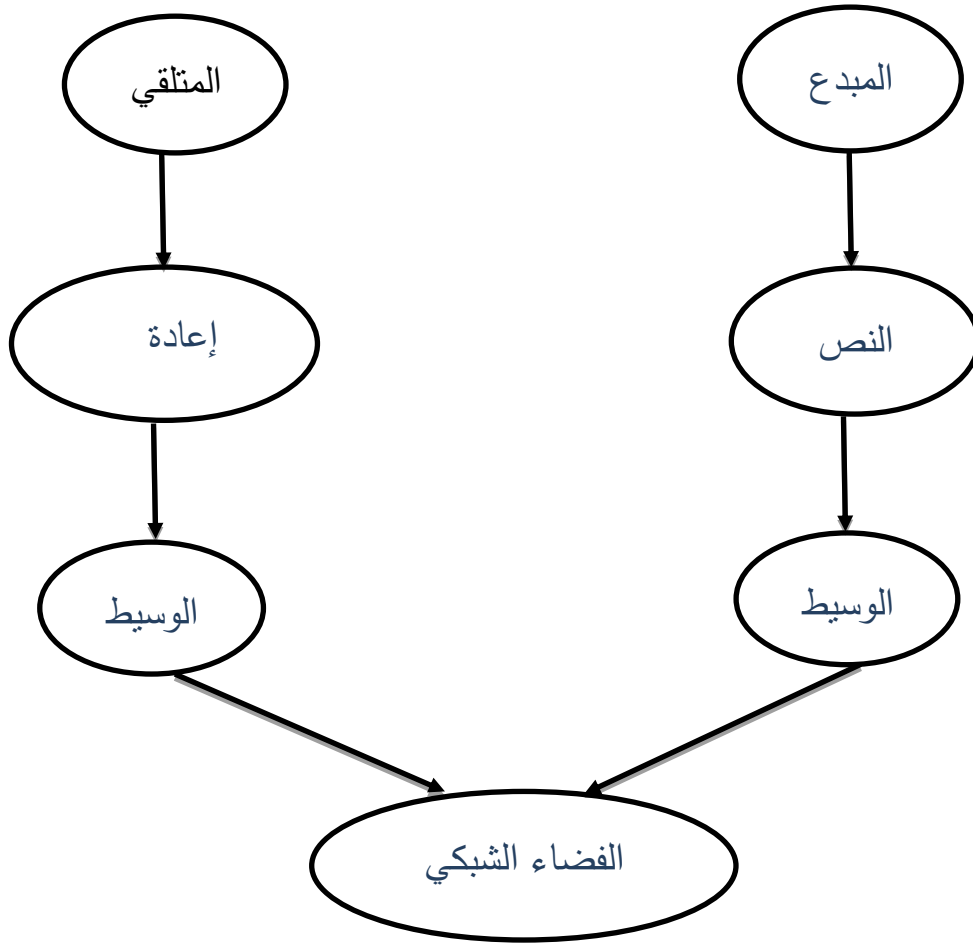 المبدع
المتلقي
النص
إعادة
الوسيط
الوسيط
الفضاء الشبكي